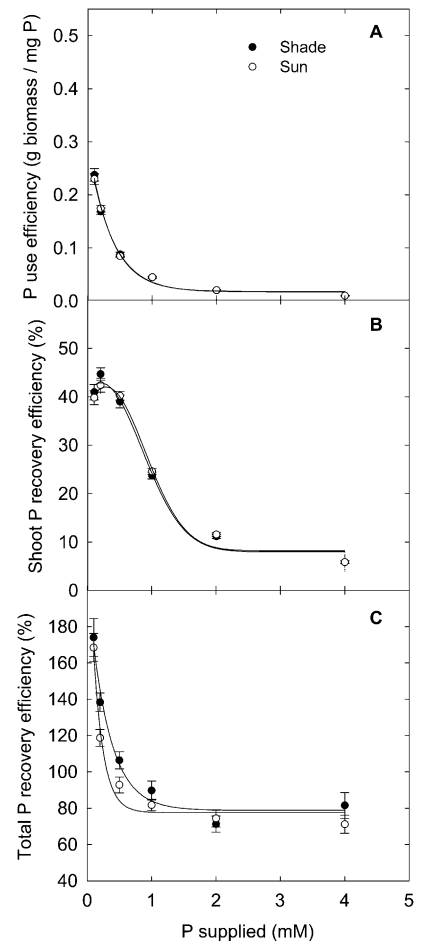 A
Shade
Sun
P use efficiency (g biomass / mg P)
0.5
0.4
0.3
0.2
0.1
0.0
B
Shoot P recovery efficiency (%)
50
40
30
20
10
0
C
Total P recovery efficiency (%)
180
160
140
120
100
80
60
40
0 1 2 3 4 5
P supplied (mM)